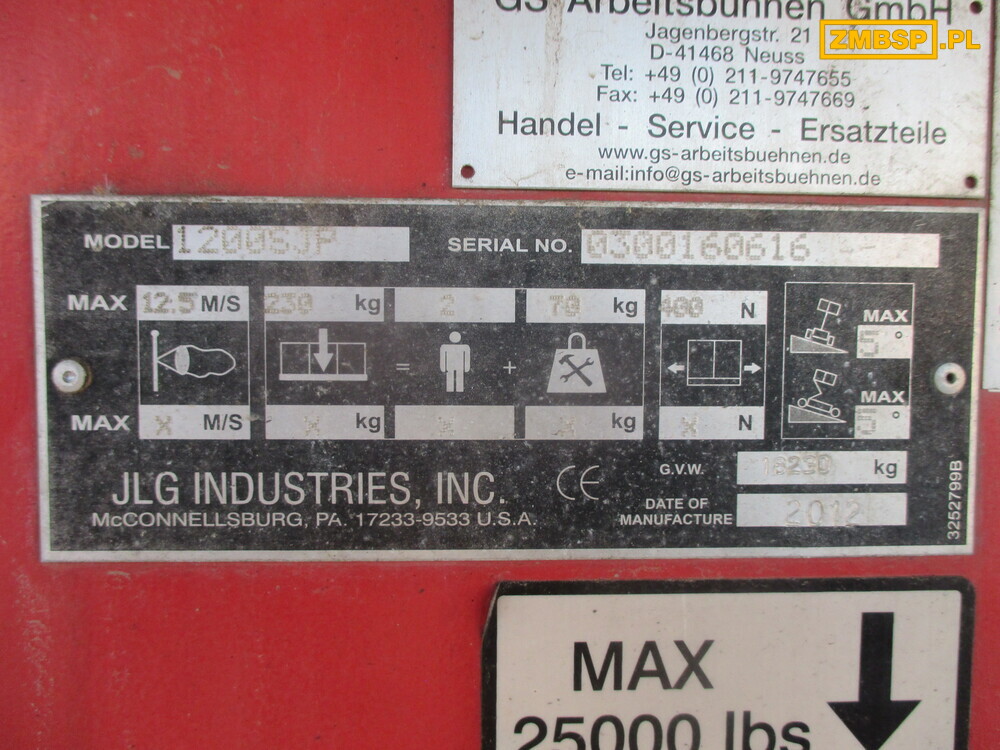 GS Arbeitsbühnen GmbH
Jagenbergstr. 21
D-41468 Neuss
Tel: +49 (0) 211-9747655
Fax: +49 (0) 211-9747669
Handel - Service - Ersatzteile
www.gs-arbeitsbuehnen.de
e-mail:info@gs-arbeitsbuehnen.de
ZMBSP.PL
MODEL 1200SJP SERIAL NO. 0300160616
MAX 12.5 M/S 230 kg 2 70 kg 400 N
MAX 5°
= +
MAX 5°
MAX X M/S X kg X X kg X N
G.V.W. 18230 kg
JLG INDUSTRIES, INC. CE
McCONNELLSBURG, PA. 17233-9533 U.S.A.
DATE OF
MANUFACTURE 2012
3252799B
MAX
25000 lbs